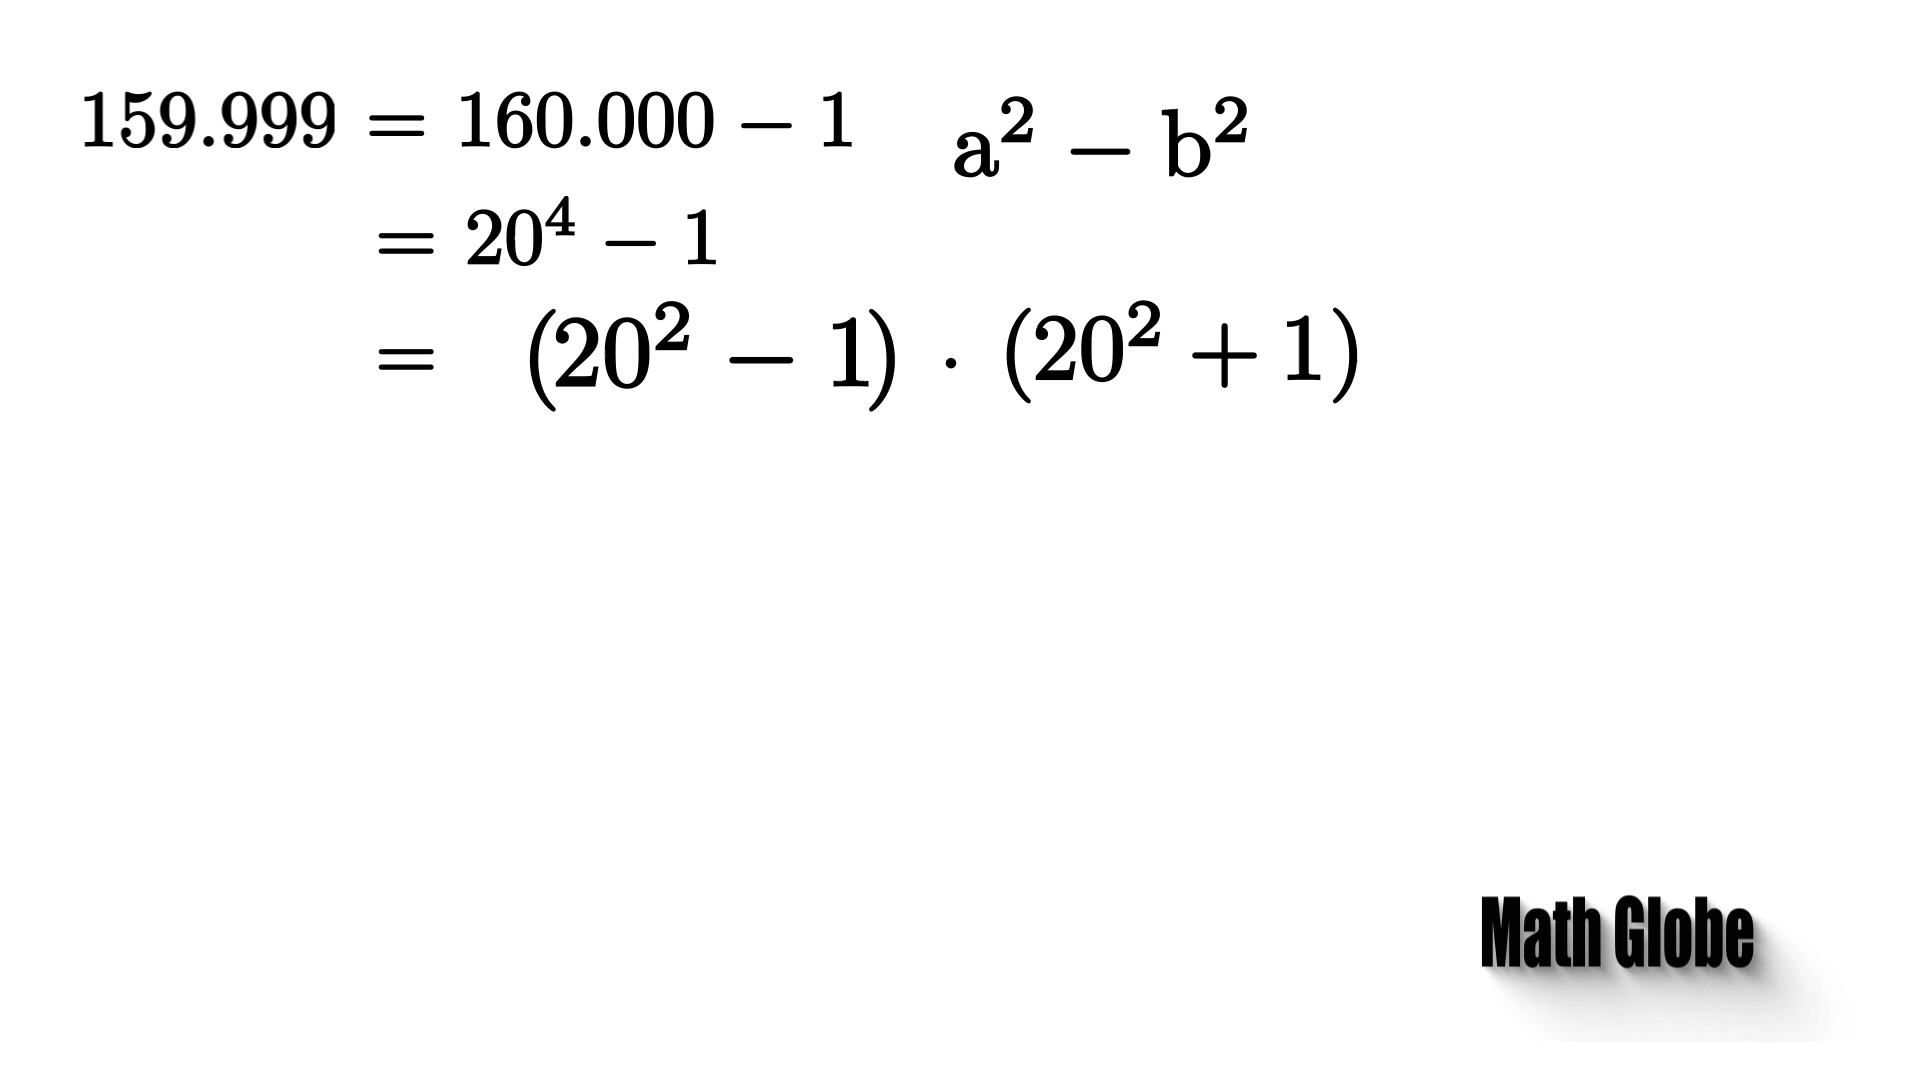 159.999 = 160.000 − 1 a² − b²
= 20⁴ − 1
= (20² − 1) · (20² + 1)
Math Globe